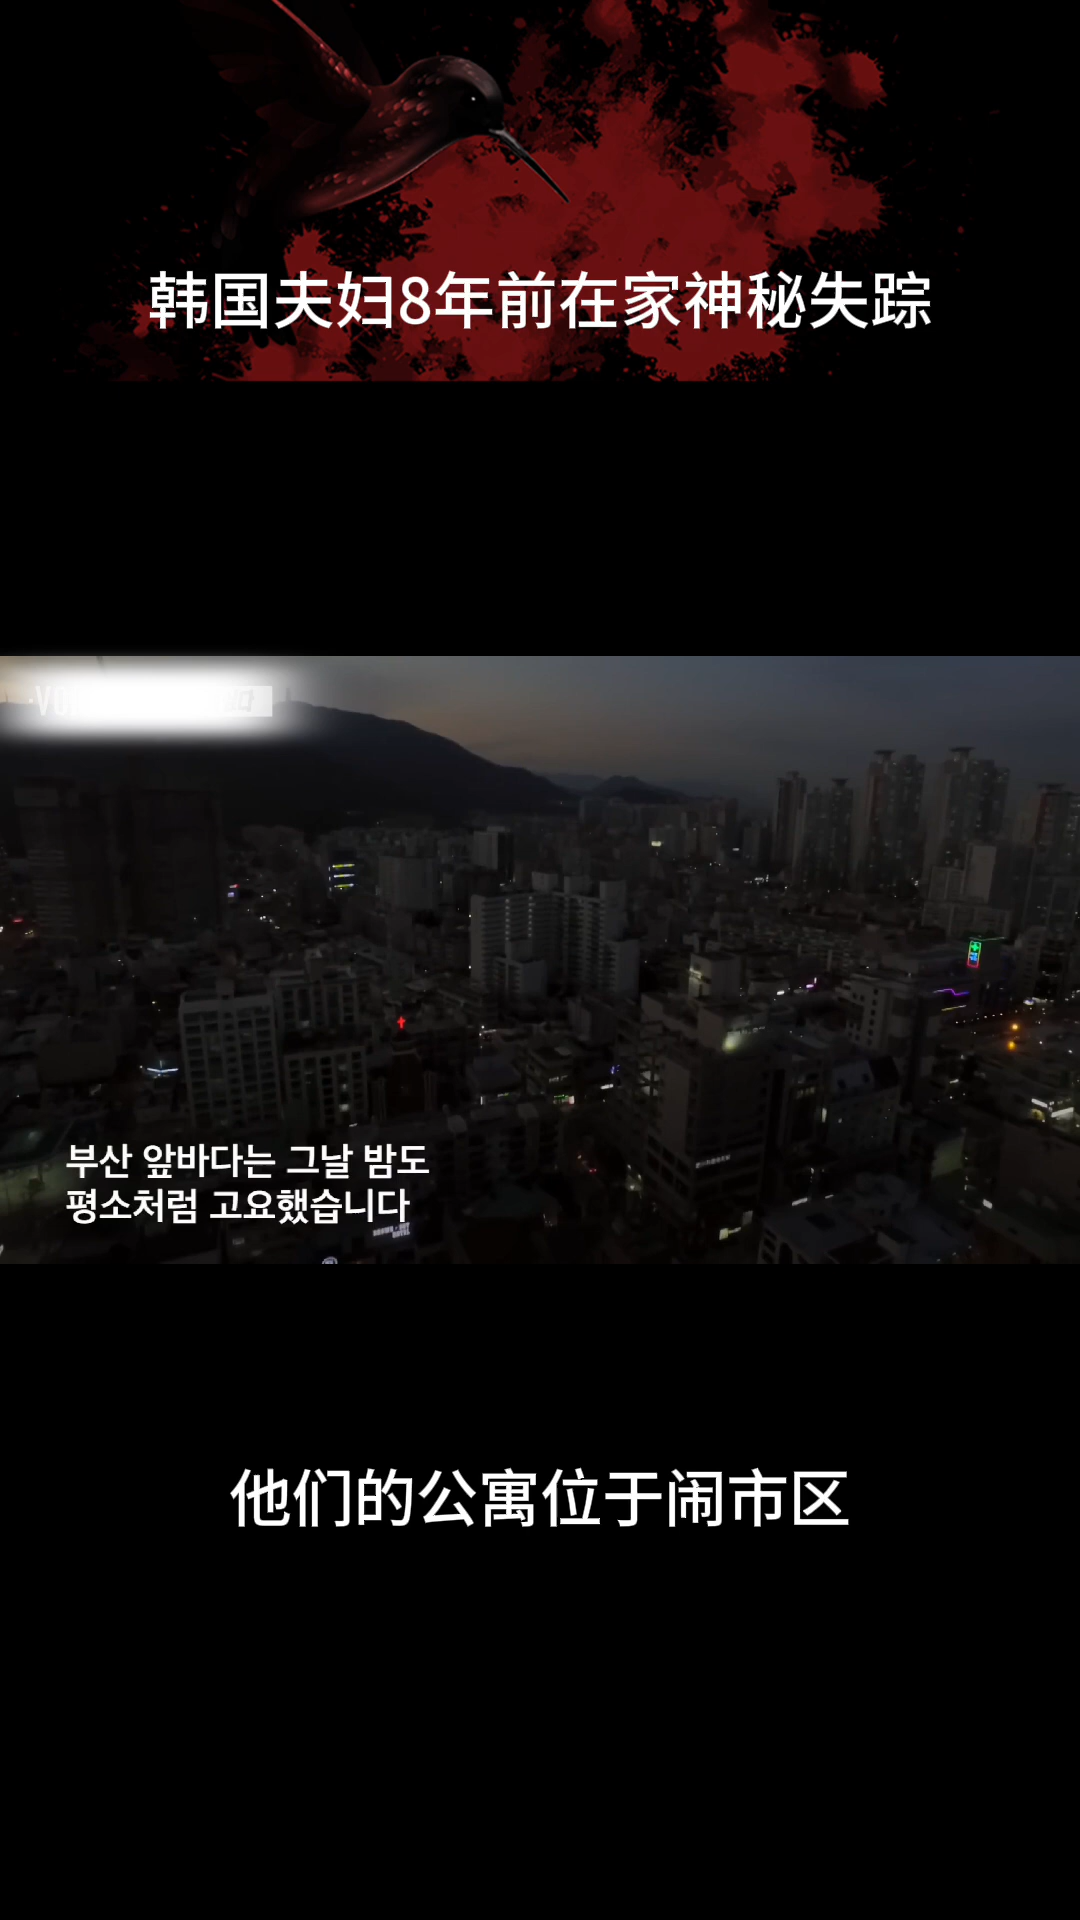 韩国夫妇8年前在家神秘失踪
부산 앞바다는 그날 밤도
평소처럼 고요했습니다
他们的公寓位于闹市区